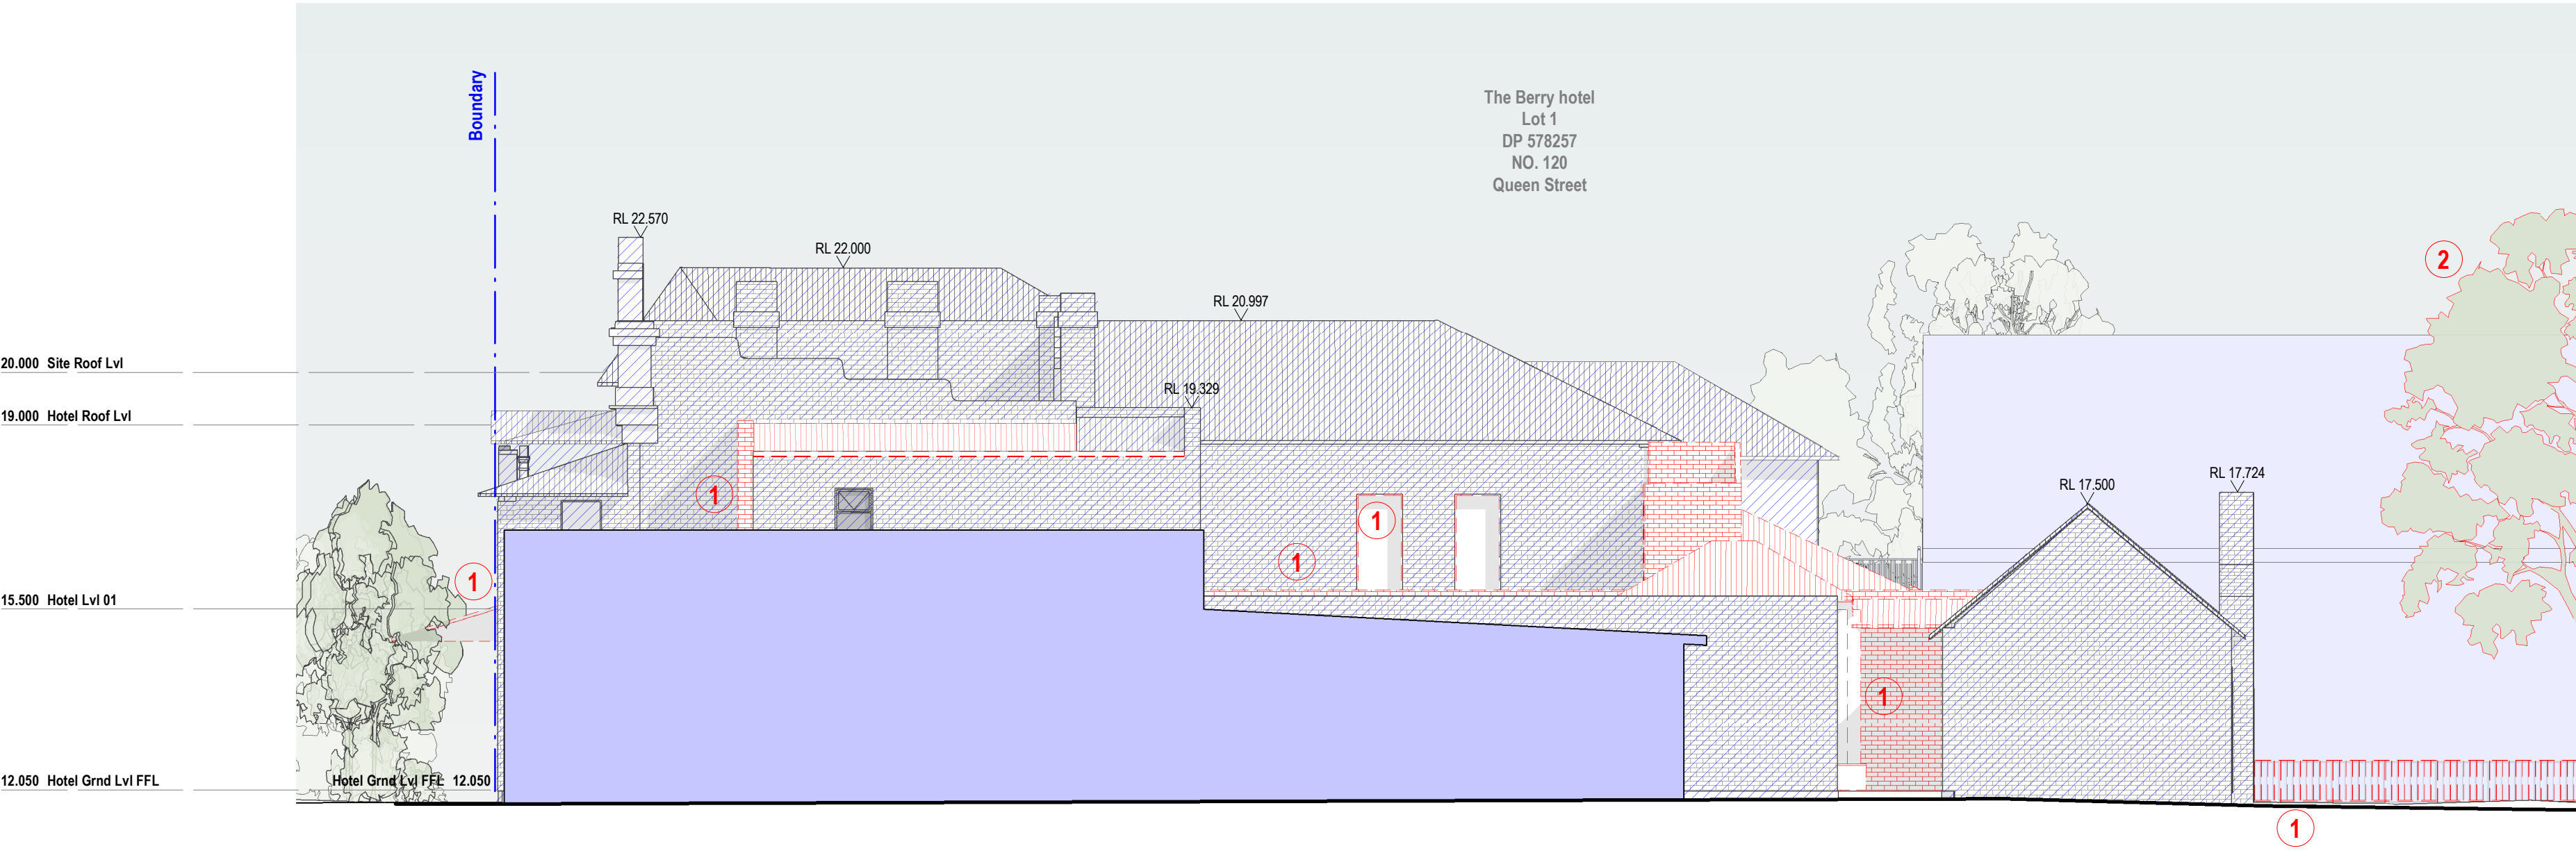 Boundary
The Berry hotel
Lot 1
DP 578257
NO. 120
Queen Street
RL 22.570
RL 22.000
RL 20.997
RL 19.329
RL 17.500
RL 17.724
2
20.000 Site Roof Lvl
19.000 Hotel Roof Lvl
1
1
1
1
15.500 Hotel Lvl 01
1
12.050 Hotel Grnd Lvl FFL
Hotel Grnd Lvl FFL 12.050
1